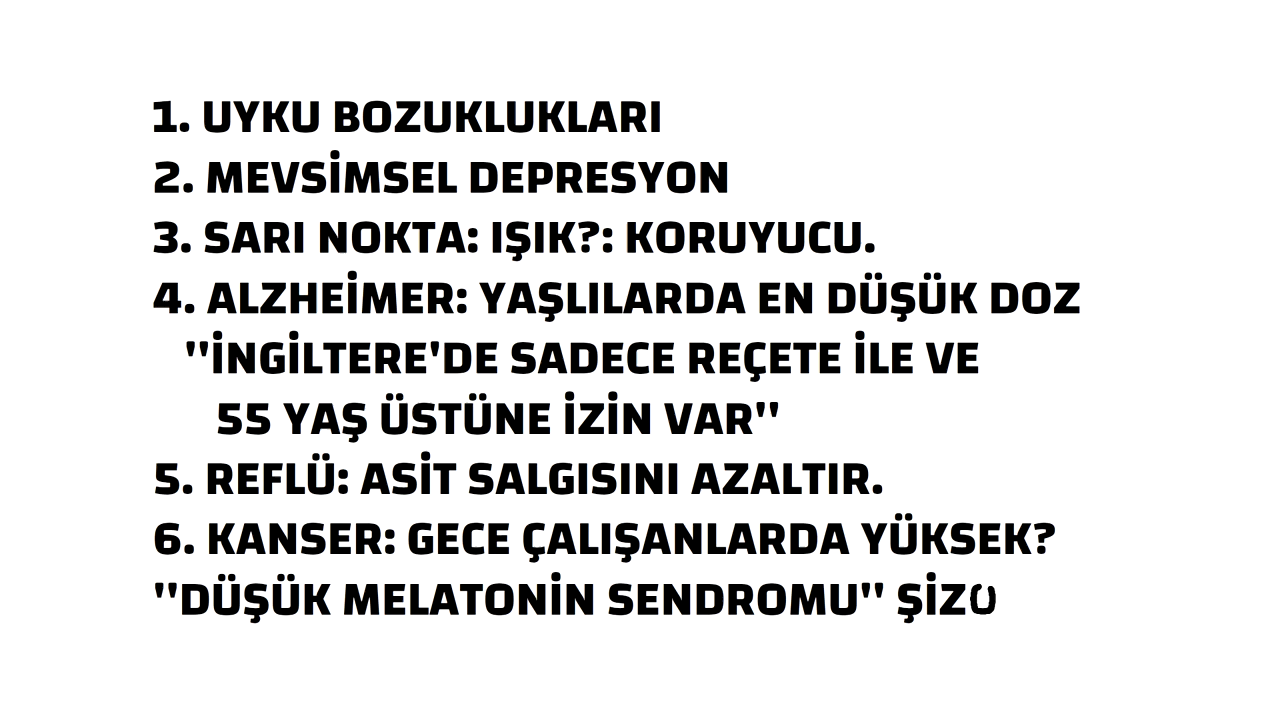 1. UYKU BOZUKLUKLARI
2. MEVSİMSEL DEPRESYON
3. SARI NOKTA: IŞIK?: KORUYUCU.
4. ALZHEİMER: YAŞLILARDA EN DÜŞÜK DOZ
"İNGİLTERE'DE SADECE REÇETE İLE VE
55 YAŞ ÜSTÜNE İZİN VAR"
5. REFLÜ: ASİT SALGISINI AZALTIR.
6. KANSER: GECE ÇALIŞANLARDA YÜKSEK?
"DÜŞÜK MELATONİN SENDROMU"